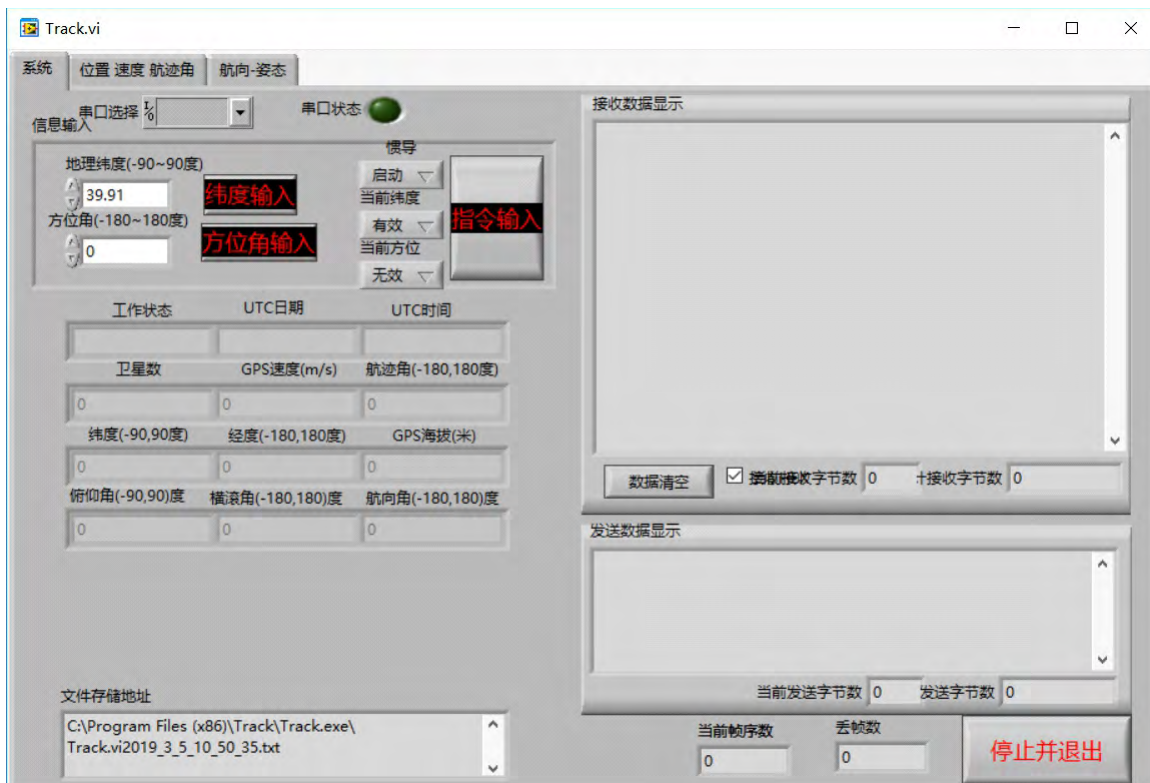 Track.vi
系统 位置 速度 航迹角 航向-姿态
串口选择 串口状态
信息输入
地理纬度(-90~90度)
39.91
纬度输入
方位角(-180~180度)
0
方位角输入
惯导
启动
当前纬度
有效
当前方位
无效
指令输入
工作状态 UTC日期 UTC时间
卫星数 GPS速度(m/s) 航迹角(-180,180度)
0 0 0
纬度(-90,90度) 经度(-180,180度) GPS海拔(米)
0 0 0
俯仰角(-90,90)度 横滚角(-180,180)度 航向角(-180,180)度
0 0 0
文件存储地址
C:\Program Files (x86)\Track\Track.exe\
Track.vi2019_3_5_10_50_35.txt
接收数据显示
数据清空 接收字节数 0 计接收字节数 0
发送数据显示
当前发送字节数 0 发送字节数 0
当前帧序数 丢帧数
0 0
停止并退出